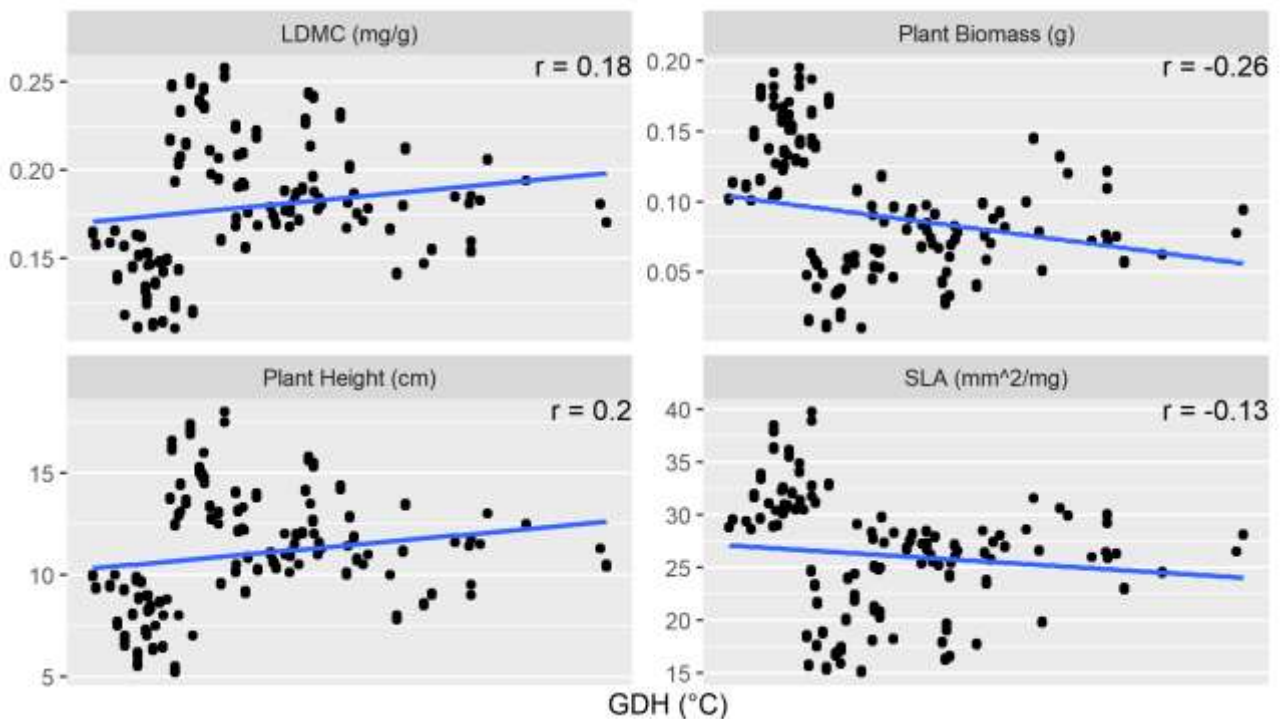 LDMC (mg/g)
r = 0.18
0.25
0.20
0.15
Plant Biomass (g)
r = -0.26
0.20
0.15
0.10
0.05
Plant Height (cm)
r = 0.2
15
10
5
SLA (mm^2/mg)
r = -0.13
40
35
30
25
20
15
GDH (°C)